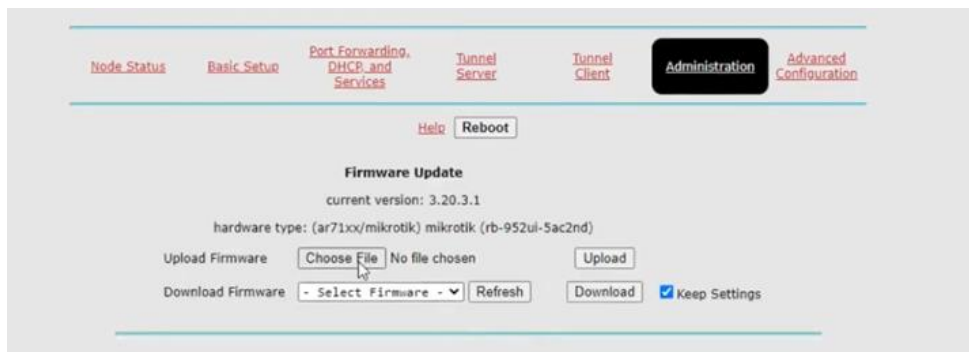 Node Status
Basic Setup
Port Forwarding,
DHCP, and
Services
Tunnel
Server
Tunnel
Client
Administration
Advanced
Configuration
Help Reboot
Firmware Update
current version: 3.20.3.1
hardware type: (ar71xx/mikrotik) mikrotik (rb-952ui-5ac2nd)
Upload Firmware Choose File No file chosen Upload
Download Firmware - Select Firmware - Refresh Download Keep Settings